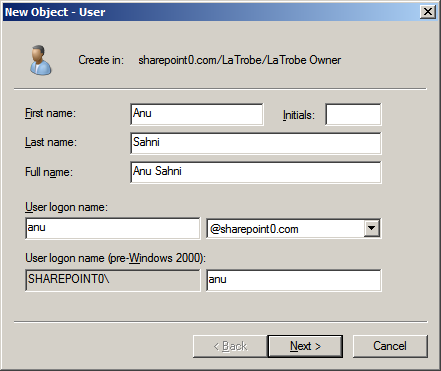 New Object - User
Create in: sharepoint0.com/LaTrobe/LaTrobe Owner
First name: Anu Initials:
Last name: Sahni
Full name: Anu Sahni
User logon name:
anu @sharepoint0.com
User logon name (pre-Windows 2000):
SHAREPOINT0\ anu
< Back Next > Cancel